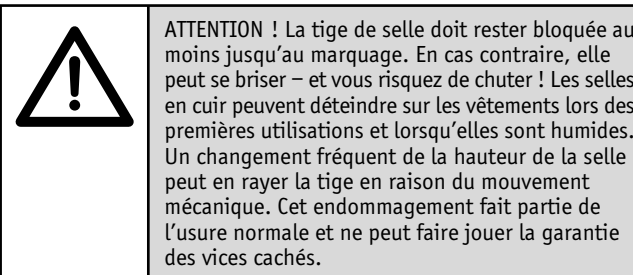 ATTENTION ! La tige de selle doit rester bloquée au
moins jusqu’au marquage. En cas contraire, elle
peut se briser – et vous risquez de chuter ! Les selles
en cuir peuvent déteindre sur les vêtements lors des
premières utilisations et lorsqu’elles sont humides.
Un changement fréquent de la hauteur de la selle
peut en rayer la tige en raison du mouvement
mécanique. Cet endommagement fait partie de
l’usure normale et ne peut faire jouer la garantie
des vices cachés.